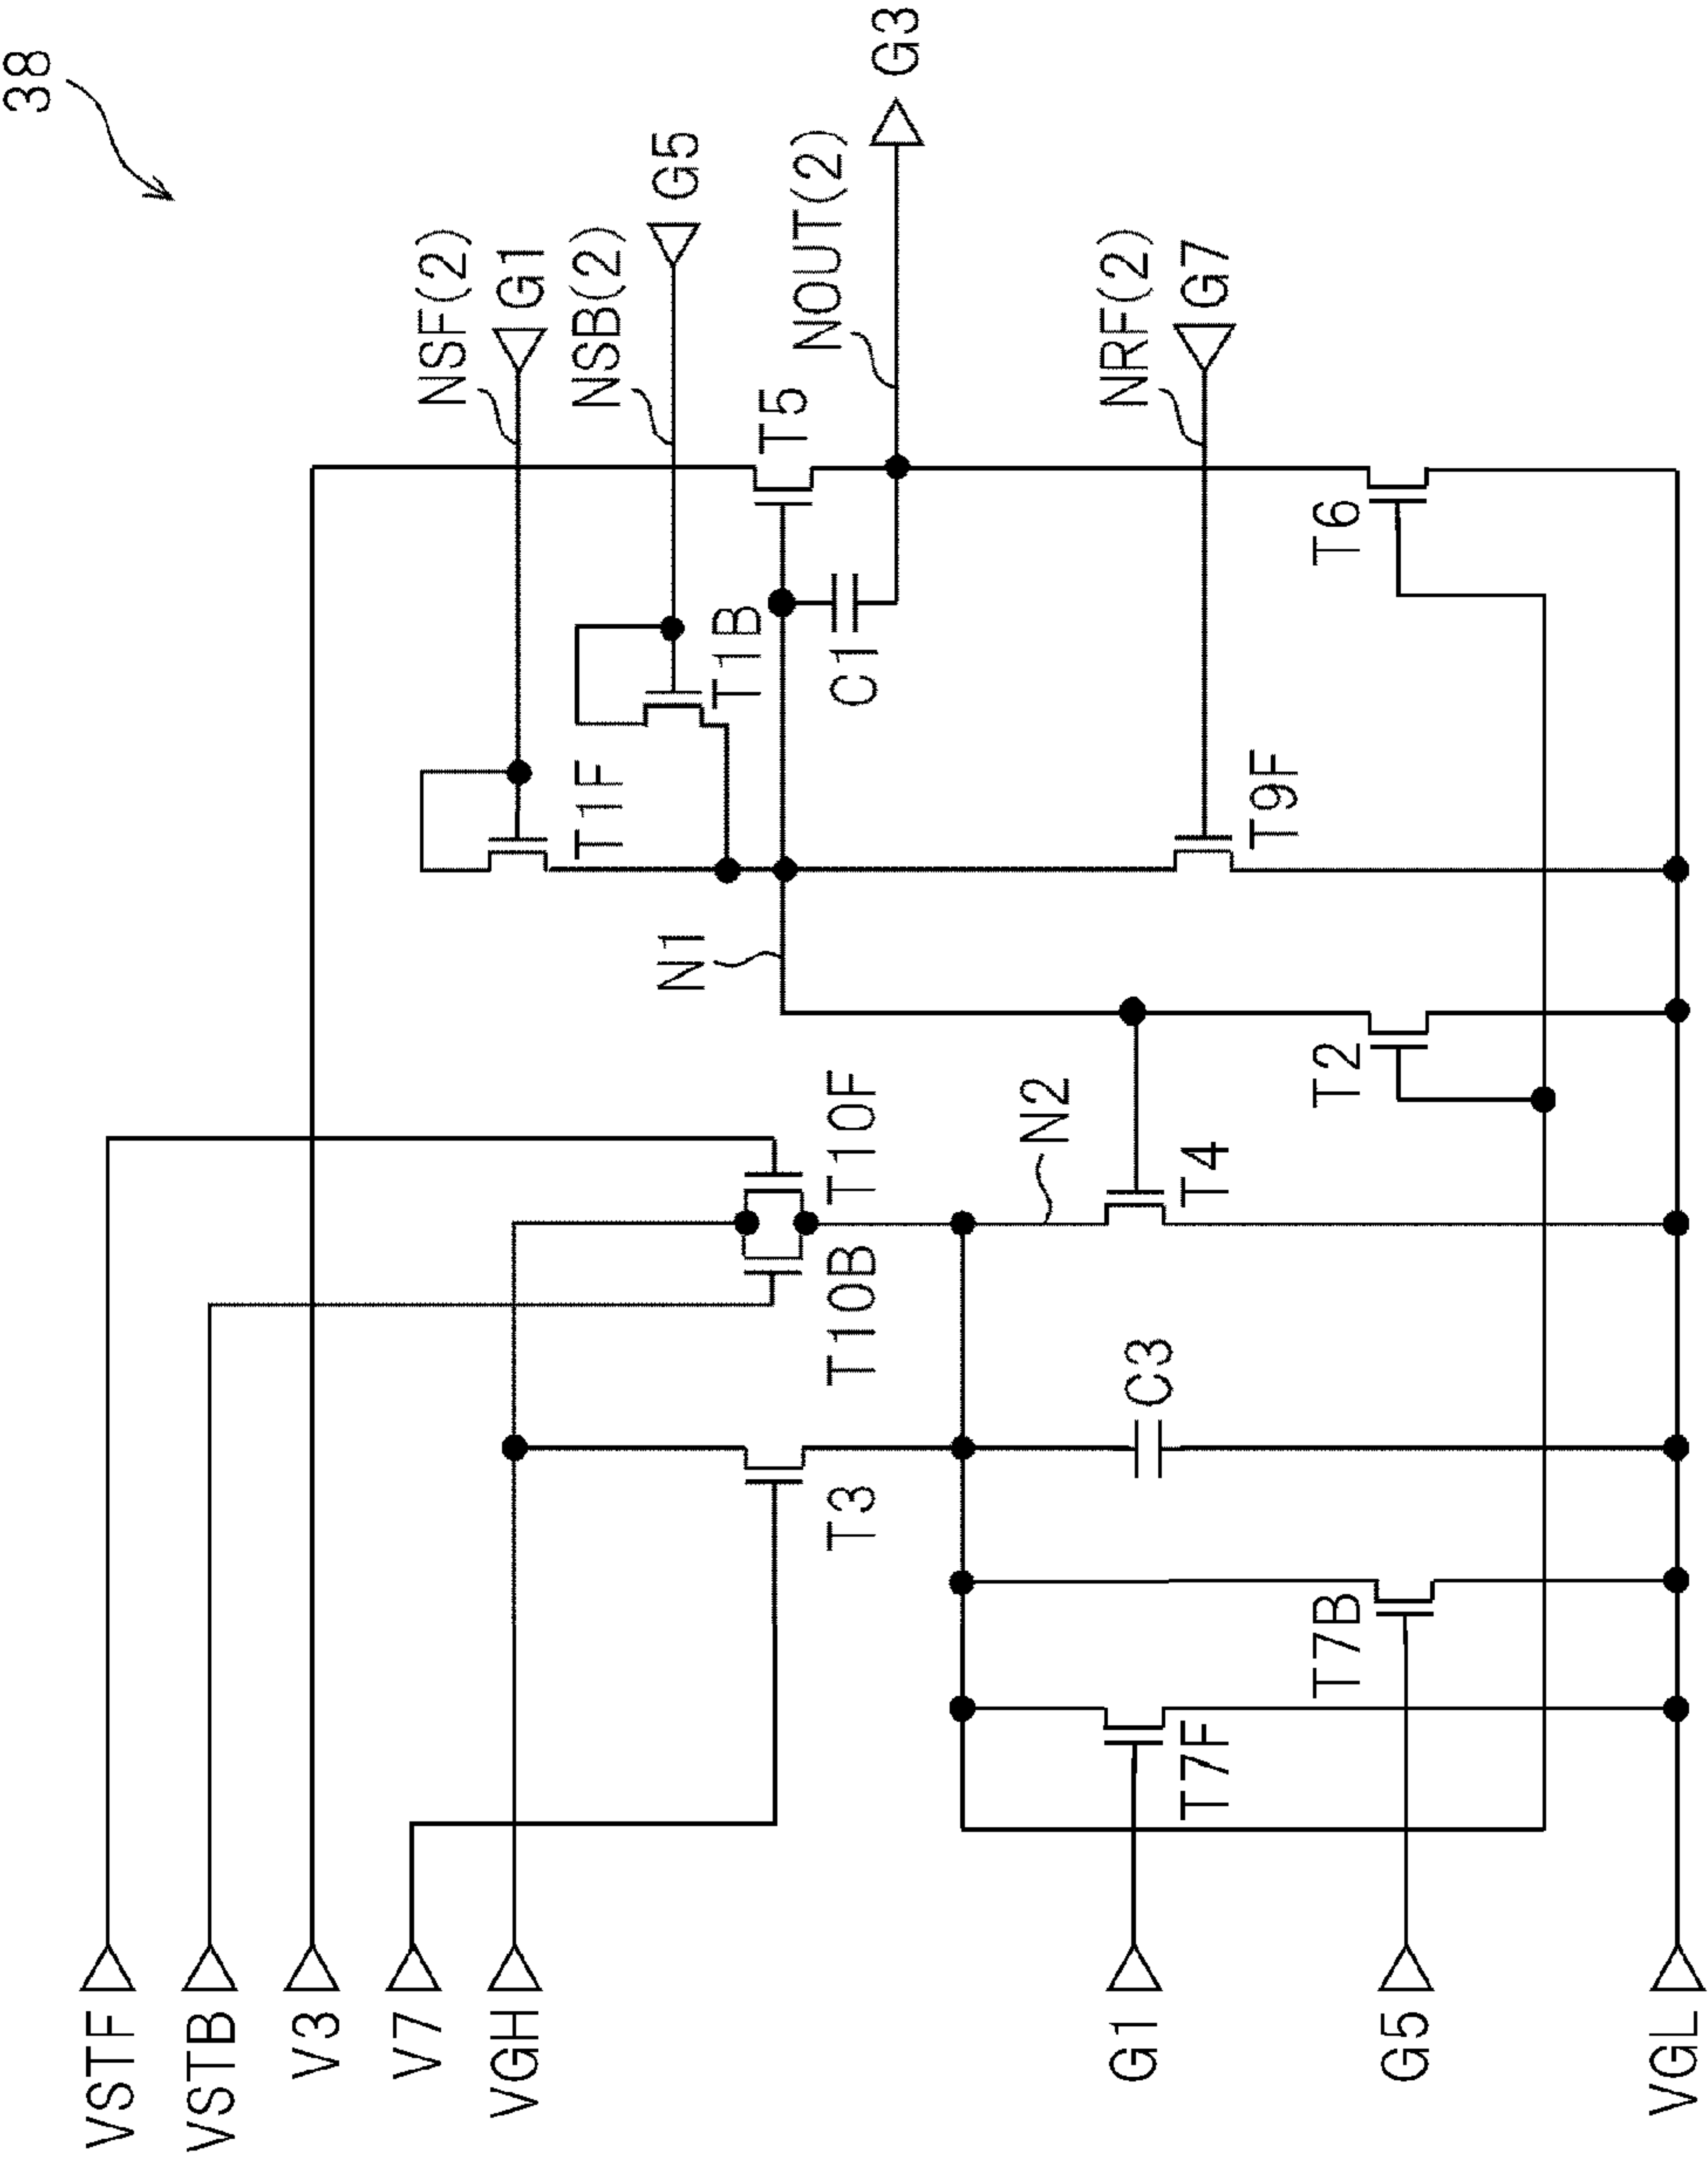 38
VSTF
VSTB
V3
V7
VGH
G1
G5
VGL
T3
T10B
T10F
N2
C3
T4
T7F
T7B
T2
N1
T1F
T1B
C1
T5
T9F
T6
NSF(2)
G1
NSB(2)
G5
NOUT(2)
G3
NRF(2)
G7